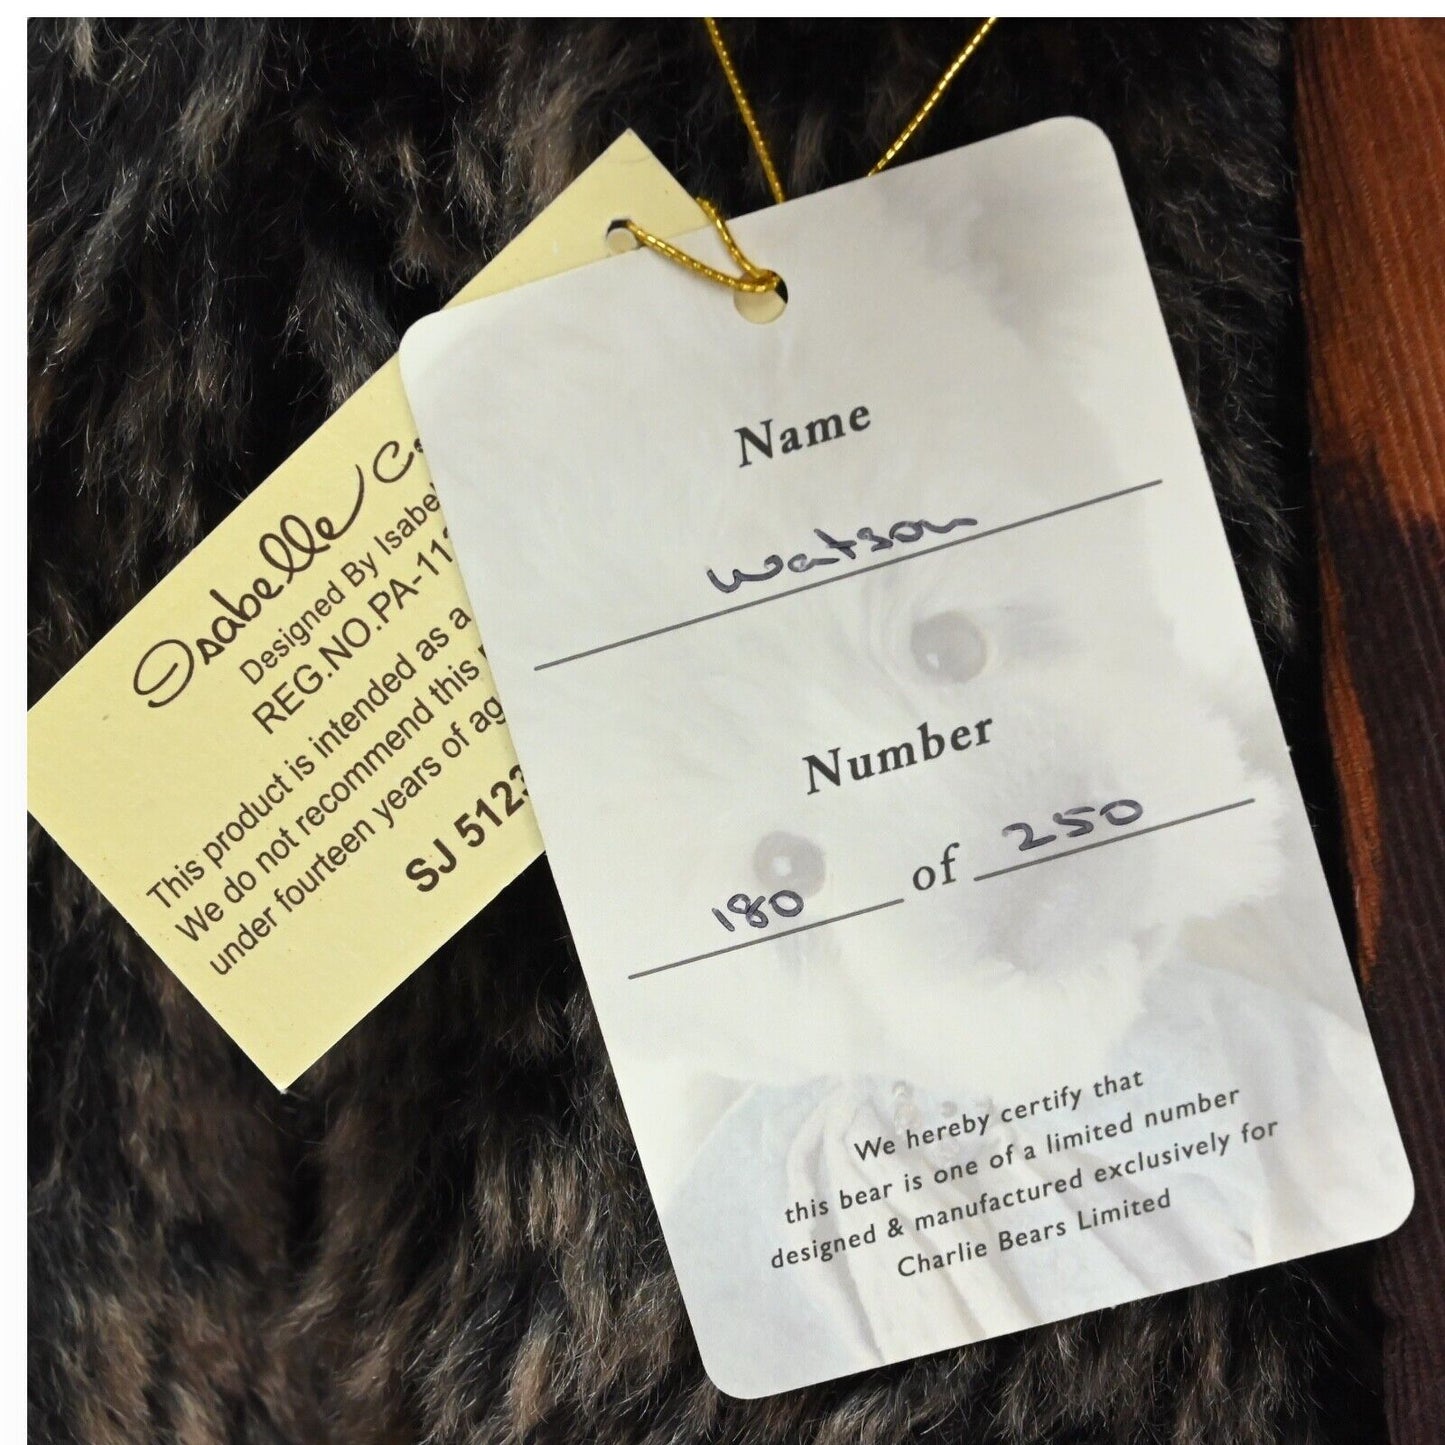 Isabelle
Designed By
REG.NO.PA-11
This product is intended as a
We do not recommend this
under fourteen years of
SJ 512
Name
Watson
Number
180 of 250
We hereby certify that
this bear is one of a limited number
designed & manufactured exclusively for
Charlie Bears Limited